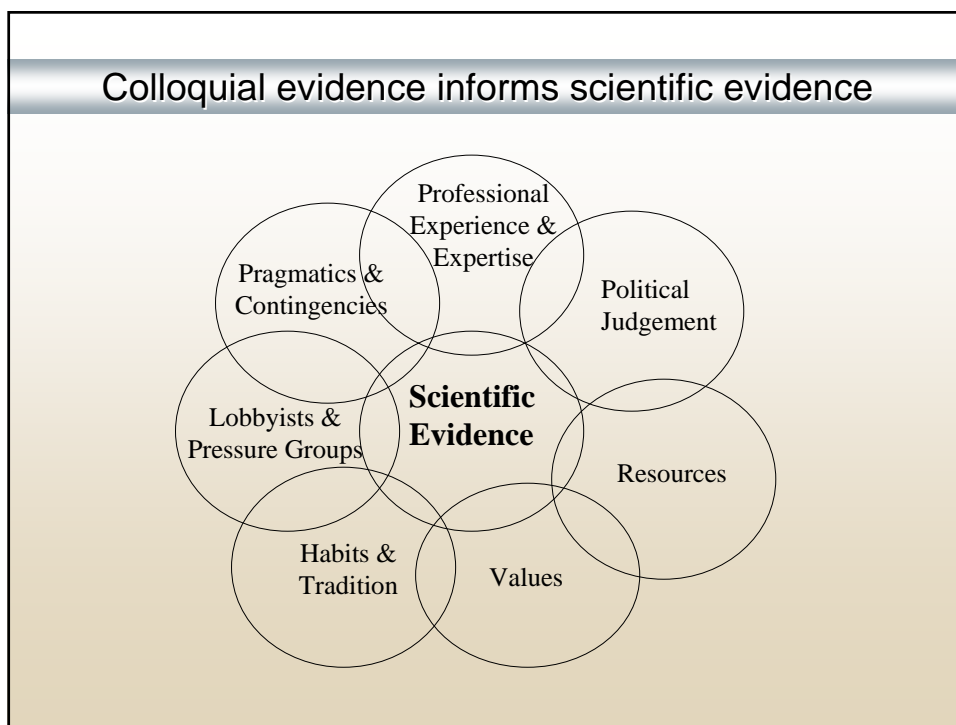 Colloquial evidence informs scientific evidence
Professional
Experience &
Expertise
Pragmatics &
Contingencies
Political
Judgement
Lobbyists &
Pressure Groups
Scientific
Evidence
Resources
Habits &
Tradition
Values